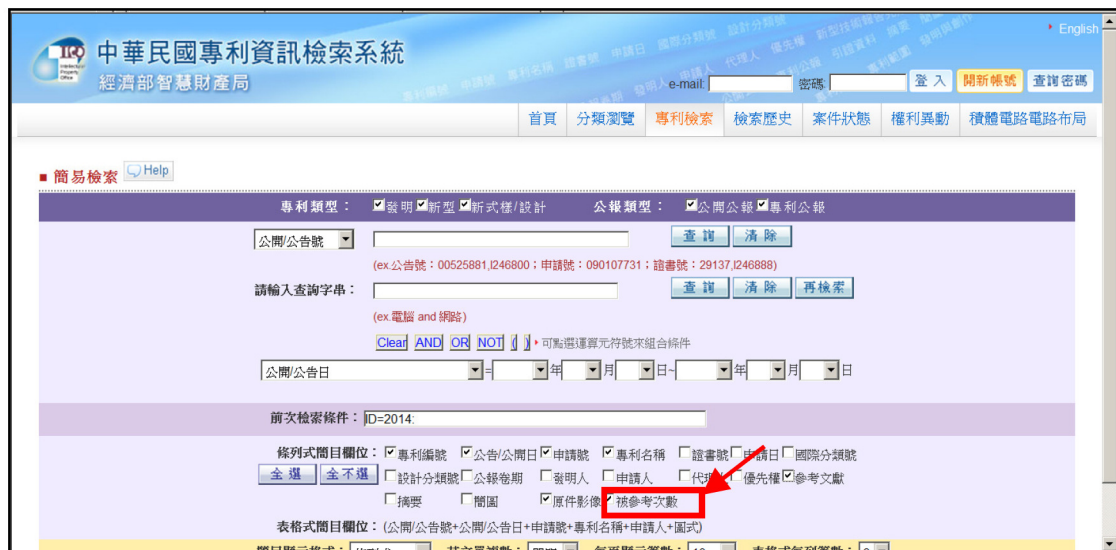 English
中華民國專利資訊檢索系統
經濟部智慧財產局
e-mail: 密碼: 登入 開新帳號 查詢密碼
首頁 分類瀏覽 專利檢索 檢索歷史 案件狀態 權利異動 積體電路電路布局
簡易檢索 Help
專利類型： 發明 新型 新式樣/設計 公報類型： 公開公報 專利公報
公開/公告號 查詢 清除
(ex.公告號：00525881,I246800；申請號：090107731；證書號：29137,I246888)
請輸入查詢字串： 查詢 清除 再檢索
(ex.電腦 and 網路)
Clear AND OR NOT ( ) 可點選運算元符號來組合條件
公開/公告日 = 年 月 日~ 年 月 日
前次檢索條件： ID=2014:
條列式簡目欄位： 專利編號 公告/公開日 申請號 專利名稱 證書號 申請日 國際分類號
全選 全不選 設計分類號 公報卷期 發明人 申請人 代理人 優先權 參考文獻
摘要 簡圖 原件影像 被參考次數
表格式簡目欄位：(公開/公告號+公開/公告日+申請號+專利名稱+申請人+圖式)